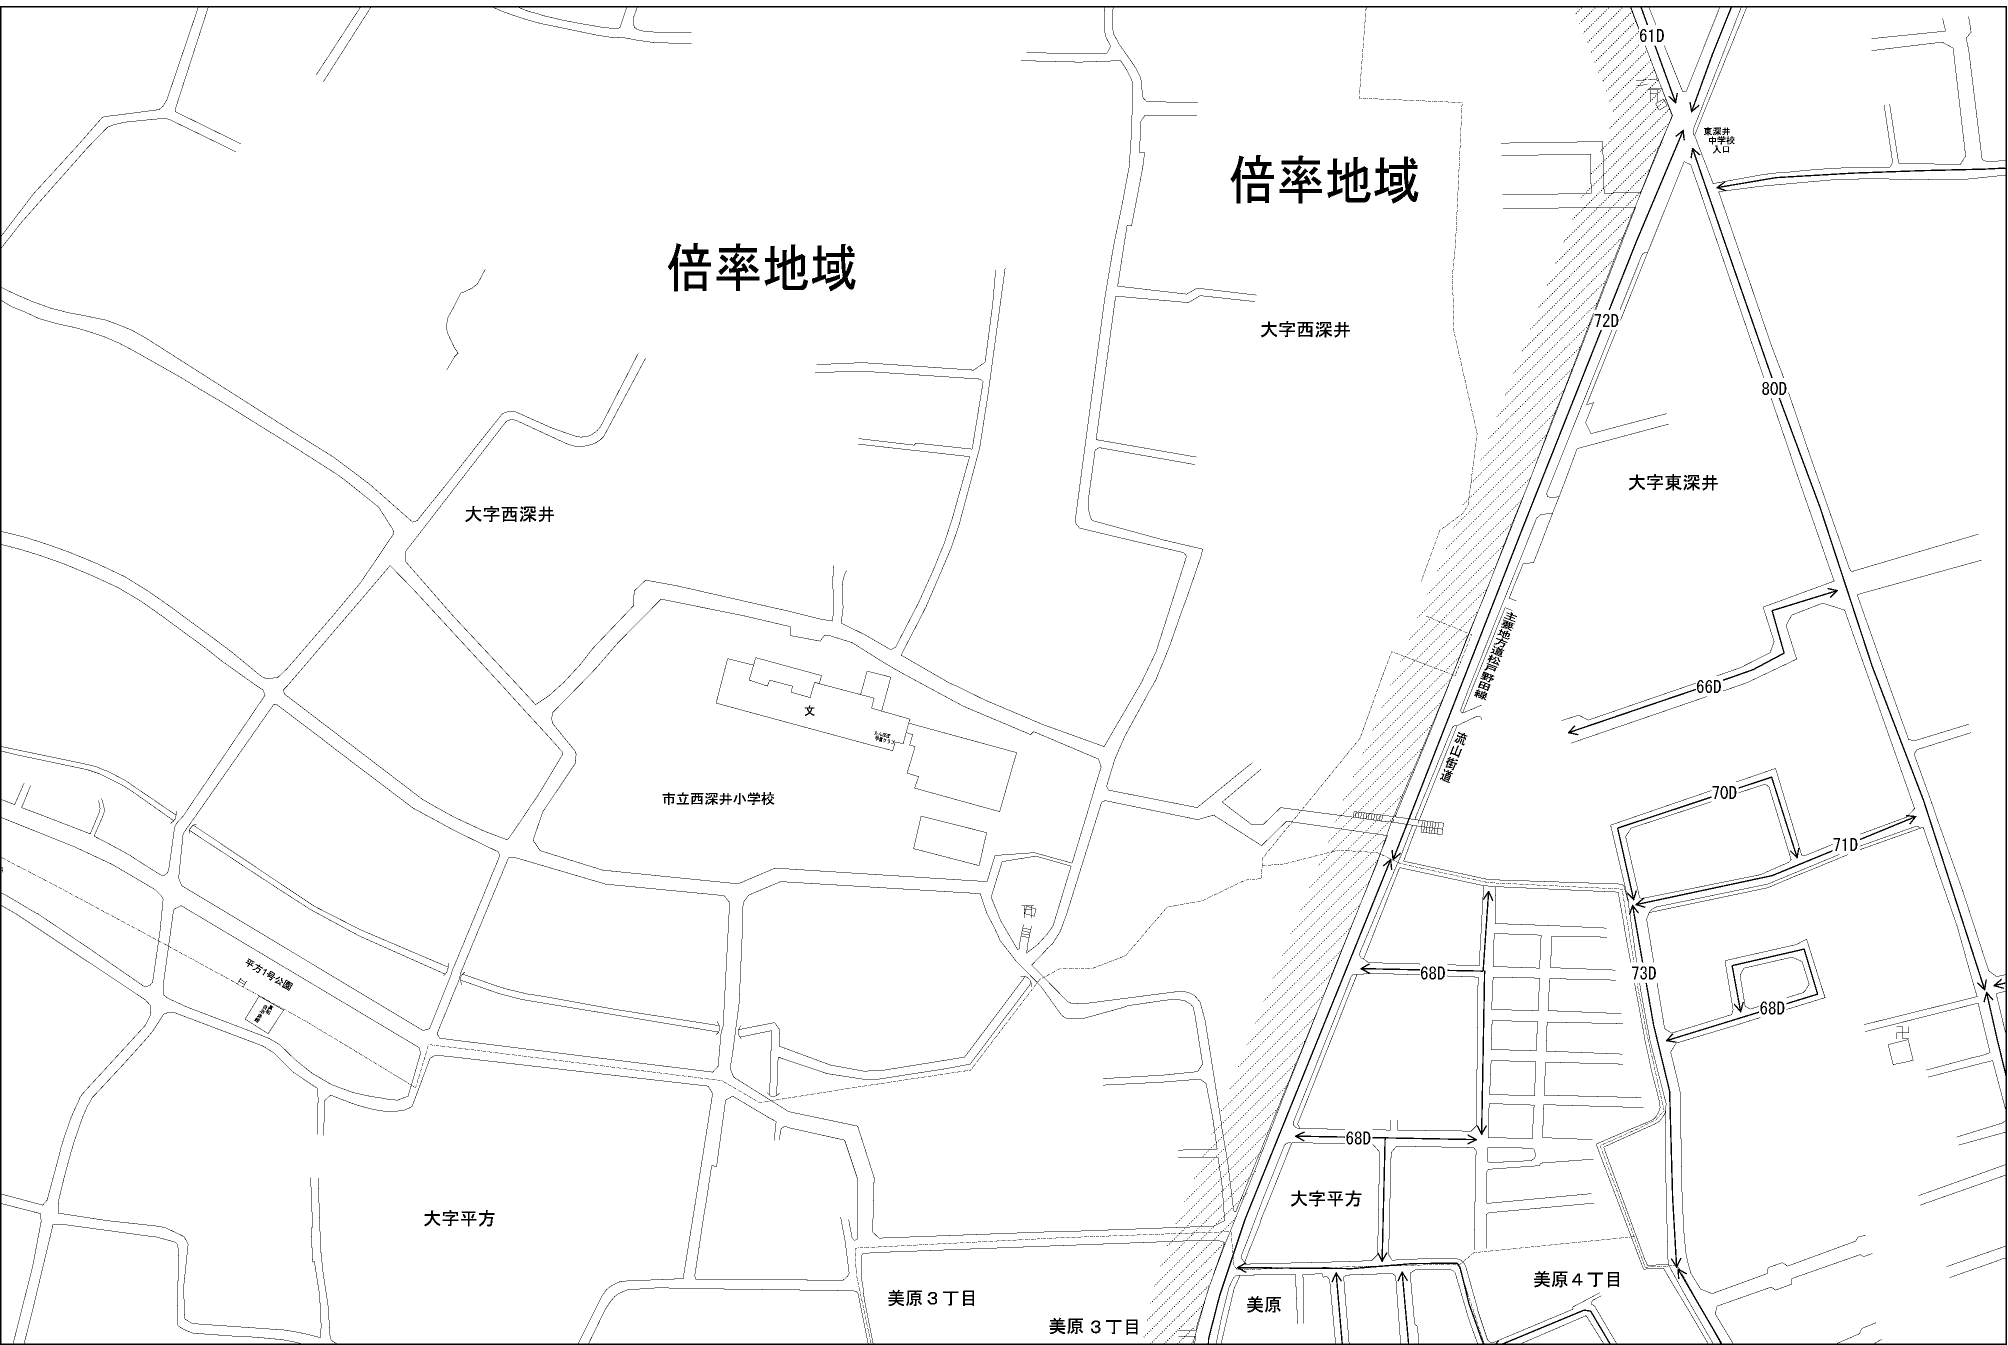 61D
東深井
中学校
入口
倍率地域
倍率地域
72D
大字西深井
80D
大字東深井
大字西深井
主要地方道松戸野田線
66D
文
流山街道
70D
市立西深井小学校
71D
平方1号公園
68D
73D
68D
68D
大字平方
大字平方
美原４丁目
美原３丁目
美原
美原３丁目